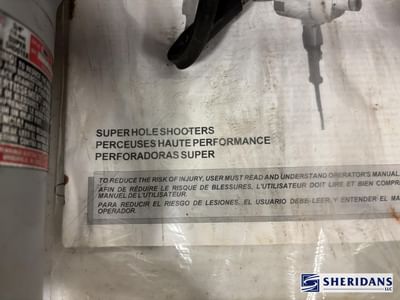 SUPER HOLE SHOOTERS
PERCEUSES HAUTE PERFORMANCE
PERFORADORAS SUPER
TO REDUCE THE RISK OF INJURY, USER MUST READ AND UNDERSTAND OPERATOR'S MANUAL
AFIN DE RÉDUIRE LE RISQUE DE BLESSURES, L'UTILISATEUR DOIT LIRE ET BIEN
MANUEL DE L'UTILISATEUR.
PARA REDUCIR EL RIESGO DE LESIONES, EL USUARIO DEBE LEER Y ENTENDER EL
OPERADOR.
SHERIDANS
LLC